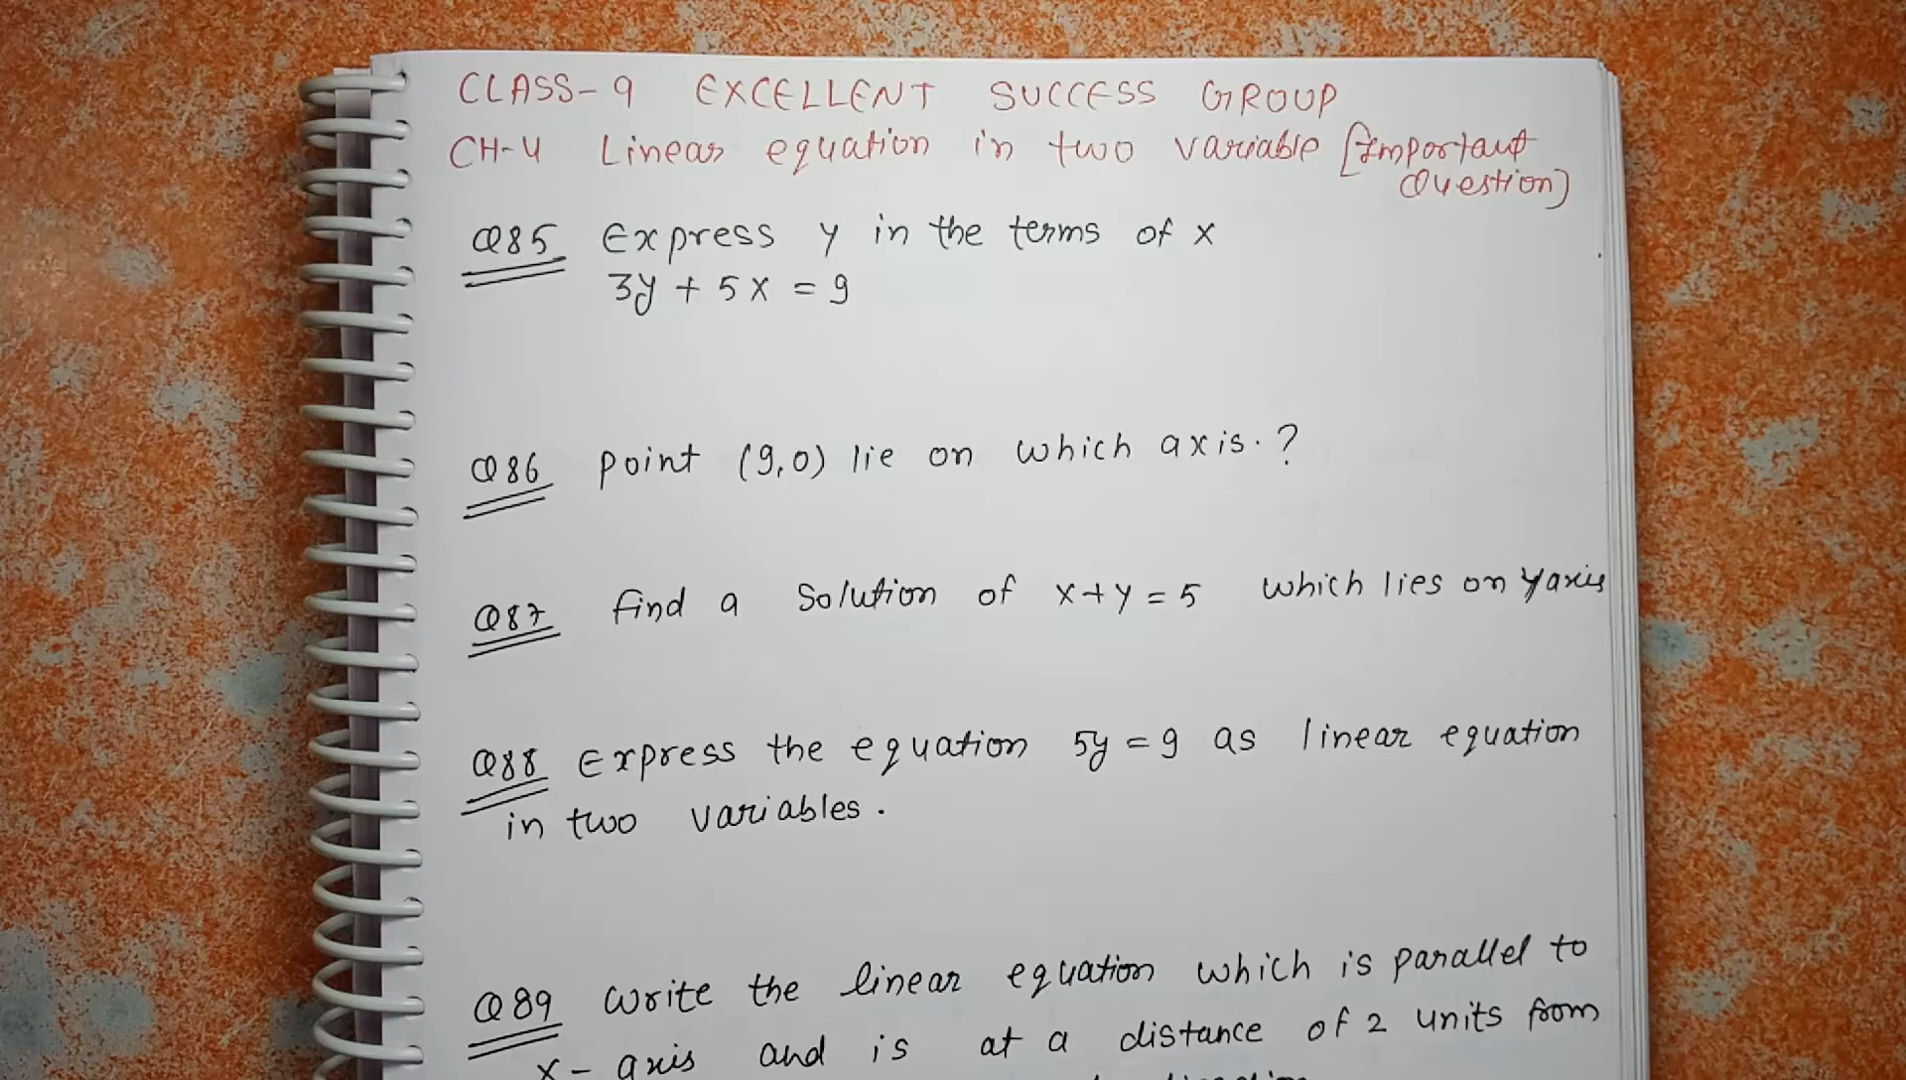 CLASS-9 EXCELLENT SUCCESS GROUP
CH-4 Linear equation in two variable [Important
Question]
Q85 Express y in the terms of x
3y + 5x = 9
Q86 Point (9,0) lie on which axis.?
Q87 find a Solution of x+y=5 which lies on y axis
Q88 Express the equation 5y=9 as linear equation
in two variables.
Q89 write the linear equation which is parallel to
x-axis and is at a distance of 2 units from